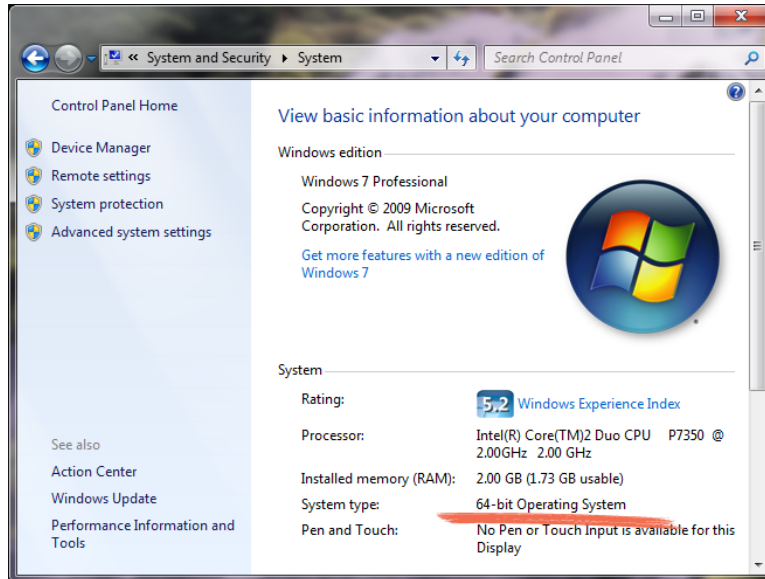 « System and Security ▸ System
Search Control Panel
Control Panel Home
Device Manager
Remote settings
System protection
Advanced system settings
See also
Action Center
Windows Update
Performance Information and
Tools
View basic information about your computer
Windows edition
Windows 7 Professional
Copyright © 2009 Microsoft
Corporation. All rights reserved.
Get more features with a new edition of
Windows 7
System
Rating: 5,2 Windows Experience Index
Processor: Intel(R) Core(TM)2 Duo CPU P7350 @
2.00GHz 2.00 GHz
Installed memory (RAM): 2.00 GB (1.73 GB usable)
System type: 64-bit Operating System
Pen and Touch: No Pen or Touch Input is available for this
Display